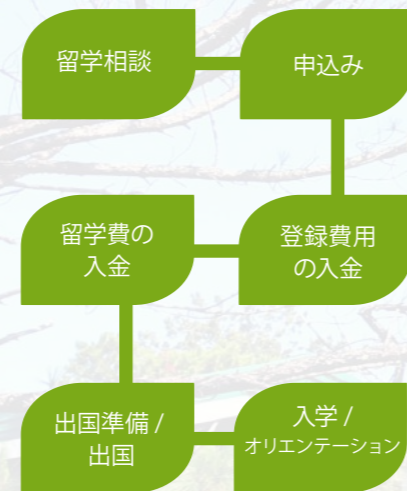 留学相談
申込み
登録費用
の入金
留学費の
入金
出国準備 /
出国
入学 /
オリエンテーション